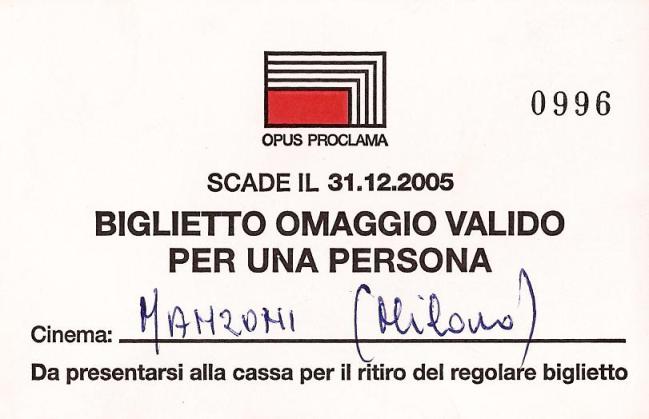 0996
OPUS PROCLAMA
SCADE IL 31.12.2005
BIGLIETTO OMAGGIO VALIDO
PER UNA PERSONA
Cinema: MANZONI (Milano)
Da presentarsi alla cassa per il ritiro del regolare biglietto